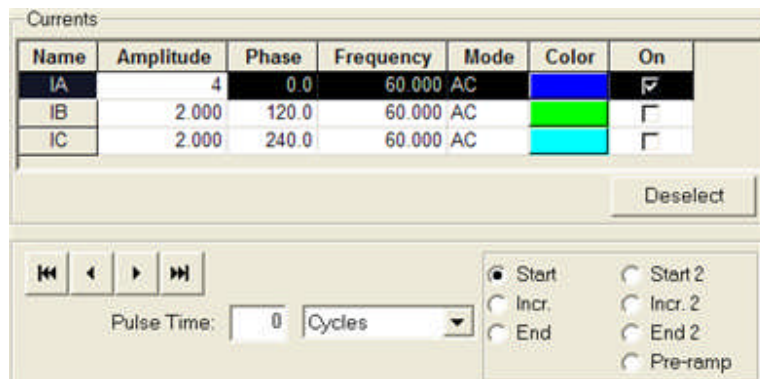 Currents
Name Amplitude Phase Frequency Mode Color On
IA 4 0.0 60.000 AC
IB 2.000 120.0 60.000 AC
IC 2.000 240.0 60.000 AC
Deselect
Start Start 2
Incr. Incr. 2
Pulse Time: 0 Cycles End End 2
Pre-ramp